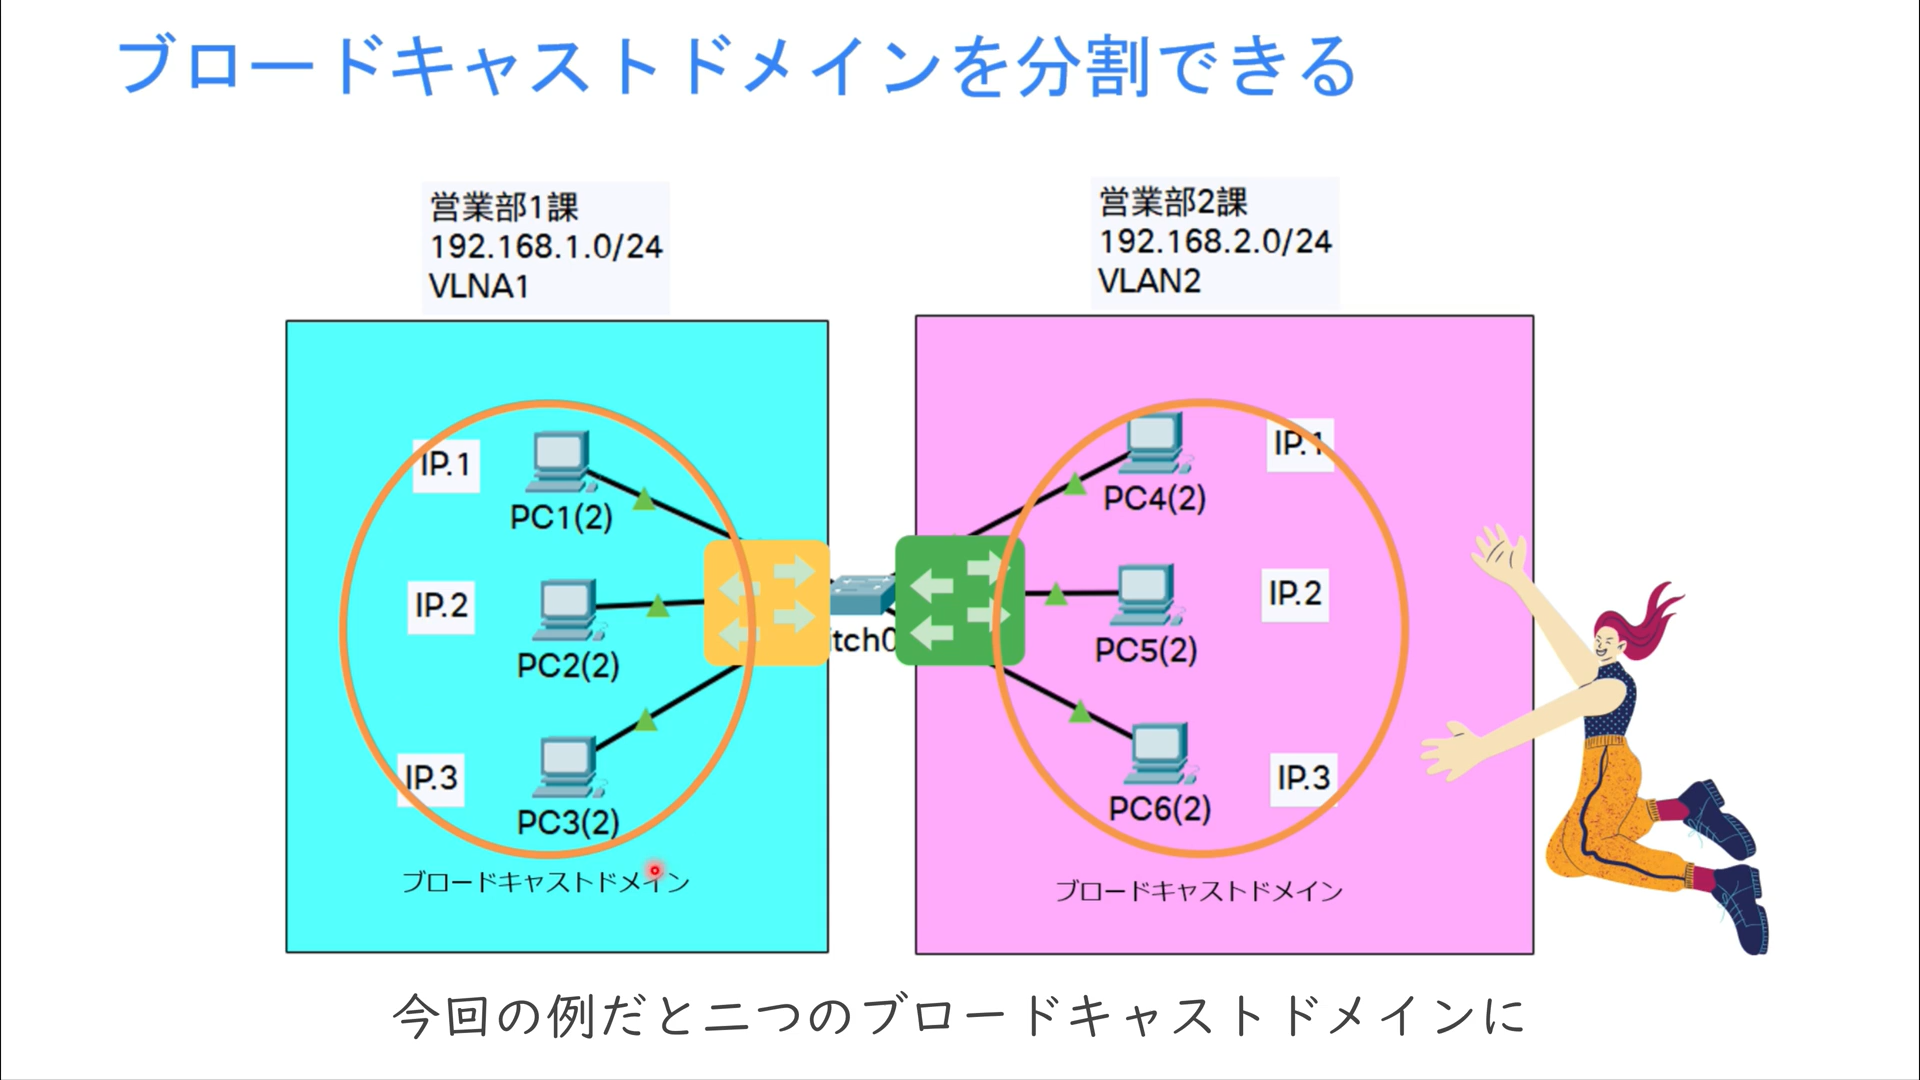 ブロードキャストドメインを分割できる
営業部1課
192.168.1.0/24
VLNA1
営業部2課
192.168.2.0/24
VLAN2
IP.1
PC1(2)
IP.2
PC2(2)
IP.3
PC3(2)
ブロードキャストドメイン
itch0
PC4(2)
IP.1
PC5(2)
IP.2
PC6(2)
IP.3
ブロードキャストドメイン
今回の例だと二つのブロードキャストドメインに